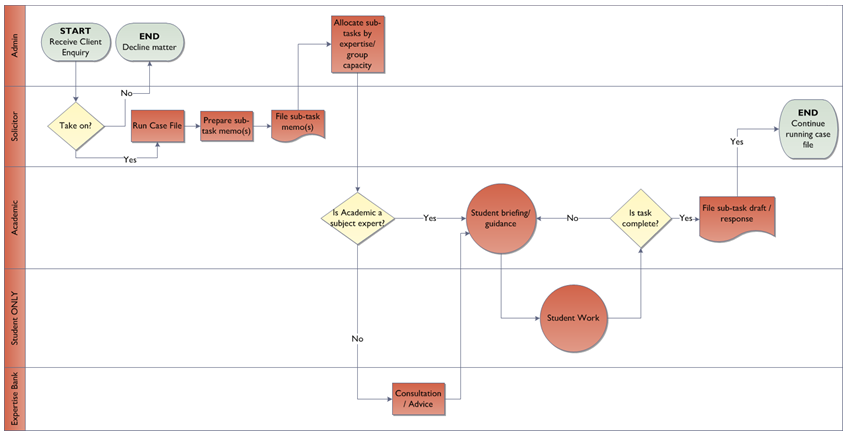 Admin
START
Receive Client
Enquiry
END
Decline matter
Allocate sub-
tasks by
expertise/
group
capacity
No
Solicitor
Take on?
Run Case File
Prepare sub-
task memo(s)
File sub-task
memo(s)
END
Continue
running case
file
Yes
Yes
Academic
Is Academic a
subject expert?
Yes
Student briefing/
guidance
No
Is task
complete?
Yes
File sub-task draft /
response
Student ONLY
Student Work
No
Expertise Bank
Consultation
/ Advice